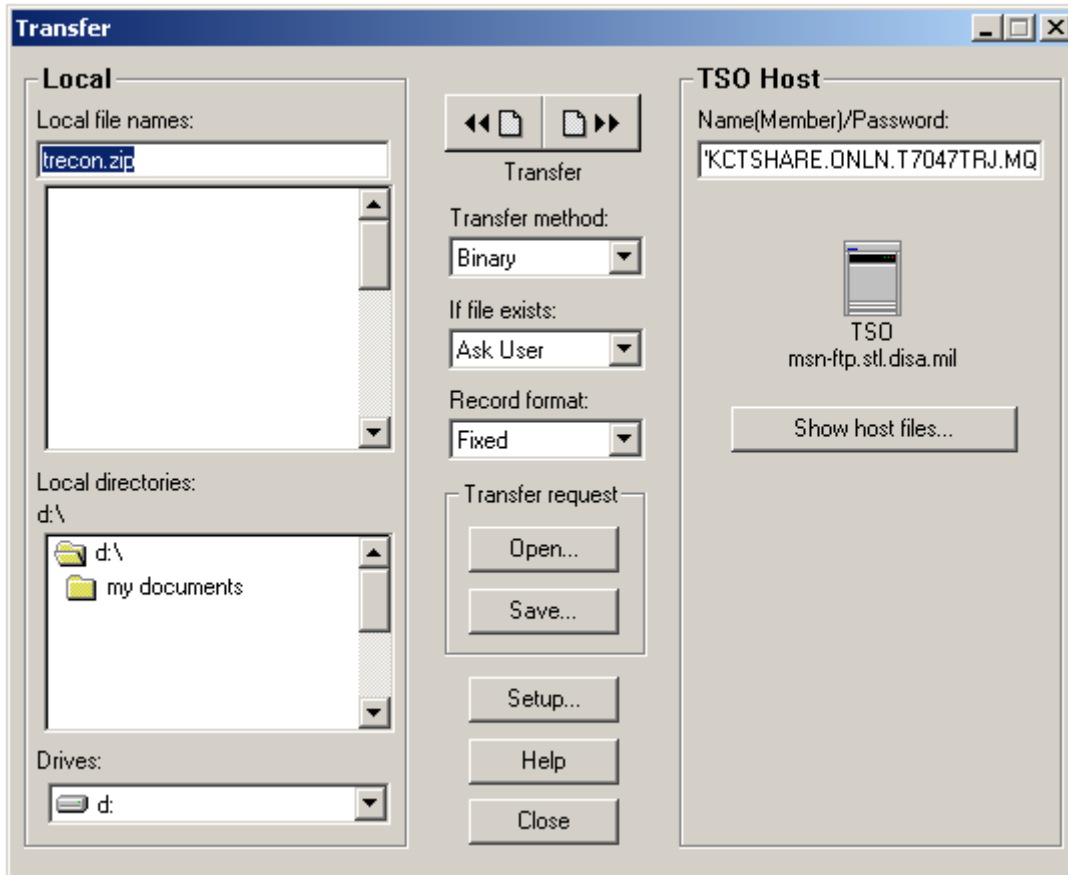 Transfer
Local
Local file names:
trecon.zip
Local directories:
d:\
d:\
my documents
Drives:
d:
Transfer
Transfer method:
Binary
If file exists:
Ask User
Record format:
Fixed
Transfer request
Open...
Save...
Setup...
Help
Close
TSO Host
Name(Member)/Password:
'KCTSHARE.ONLN.T7047TRJ.MQ
TSO
msn-ftp.stl.disa.mil
Show host files...